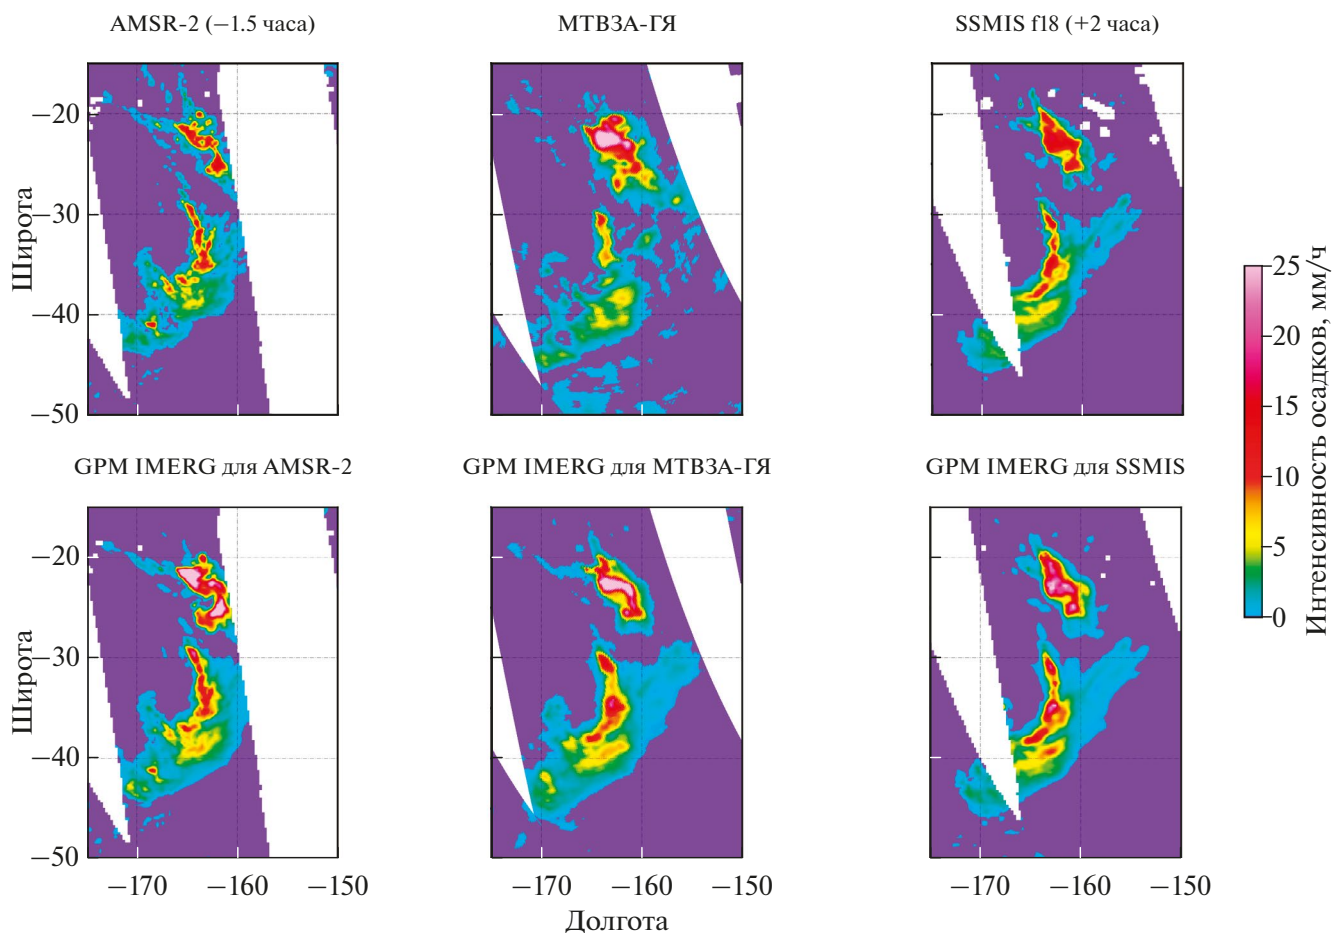 AMSR-2 (−1.5 часа)
МТВЗА-ГЯ
SSMIS f18 (+2 часа)
−20
−30
−40
−50
Широта
25
20
15
10
5
0
Интенсивность осадков, мм/ч
GPM IMERG для AMSR-2
GPM IMERG для МТВЗА-ГЯ
GPM IMERG для SSMIS
−20
−30
−40
−50
Широта
−170
−160
−150
−170
−160
−150
−170
−160
−150
Долгота